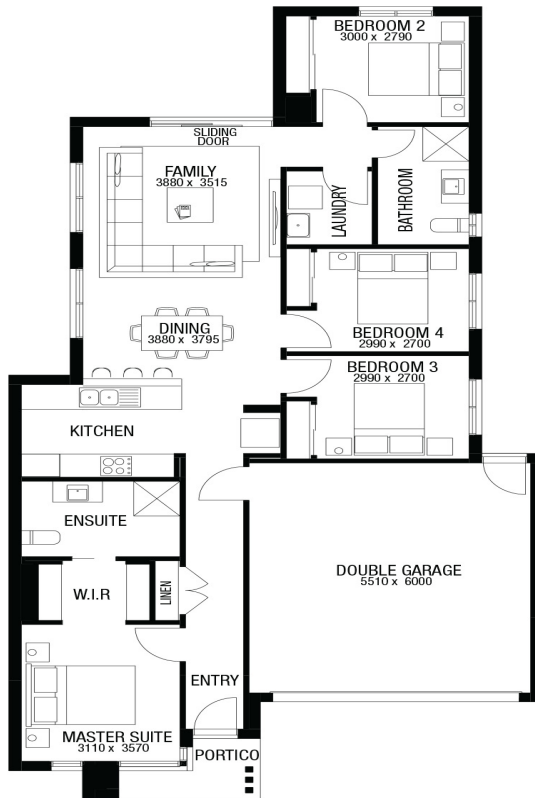 BEDROOM 2
3000 x 2790
SLIDING
DOOR
FAMILY
3880 x 3515
LAUNDRY
BATHROOM
DINING
3880 x 3795
BEDROOM 4
2990 x 2700
BEDROOM 3
2990 x 2700
KITCHEN
ENSUITE
DOUBLE GARAGE
5510 x 6000
W.I.R
LINEN
ENTRY
MASTER SUITE
3110 x 3570
PORTICO